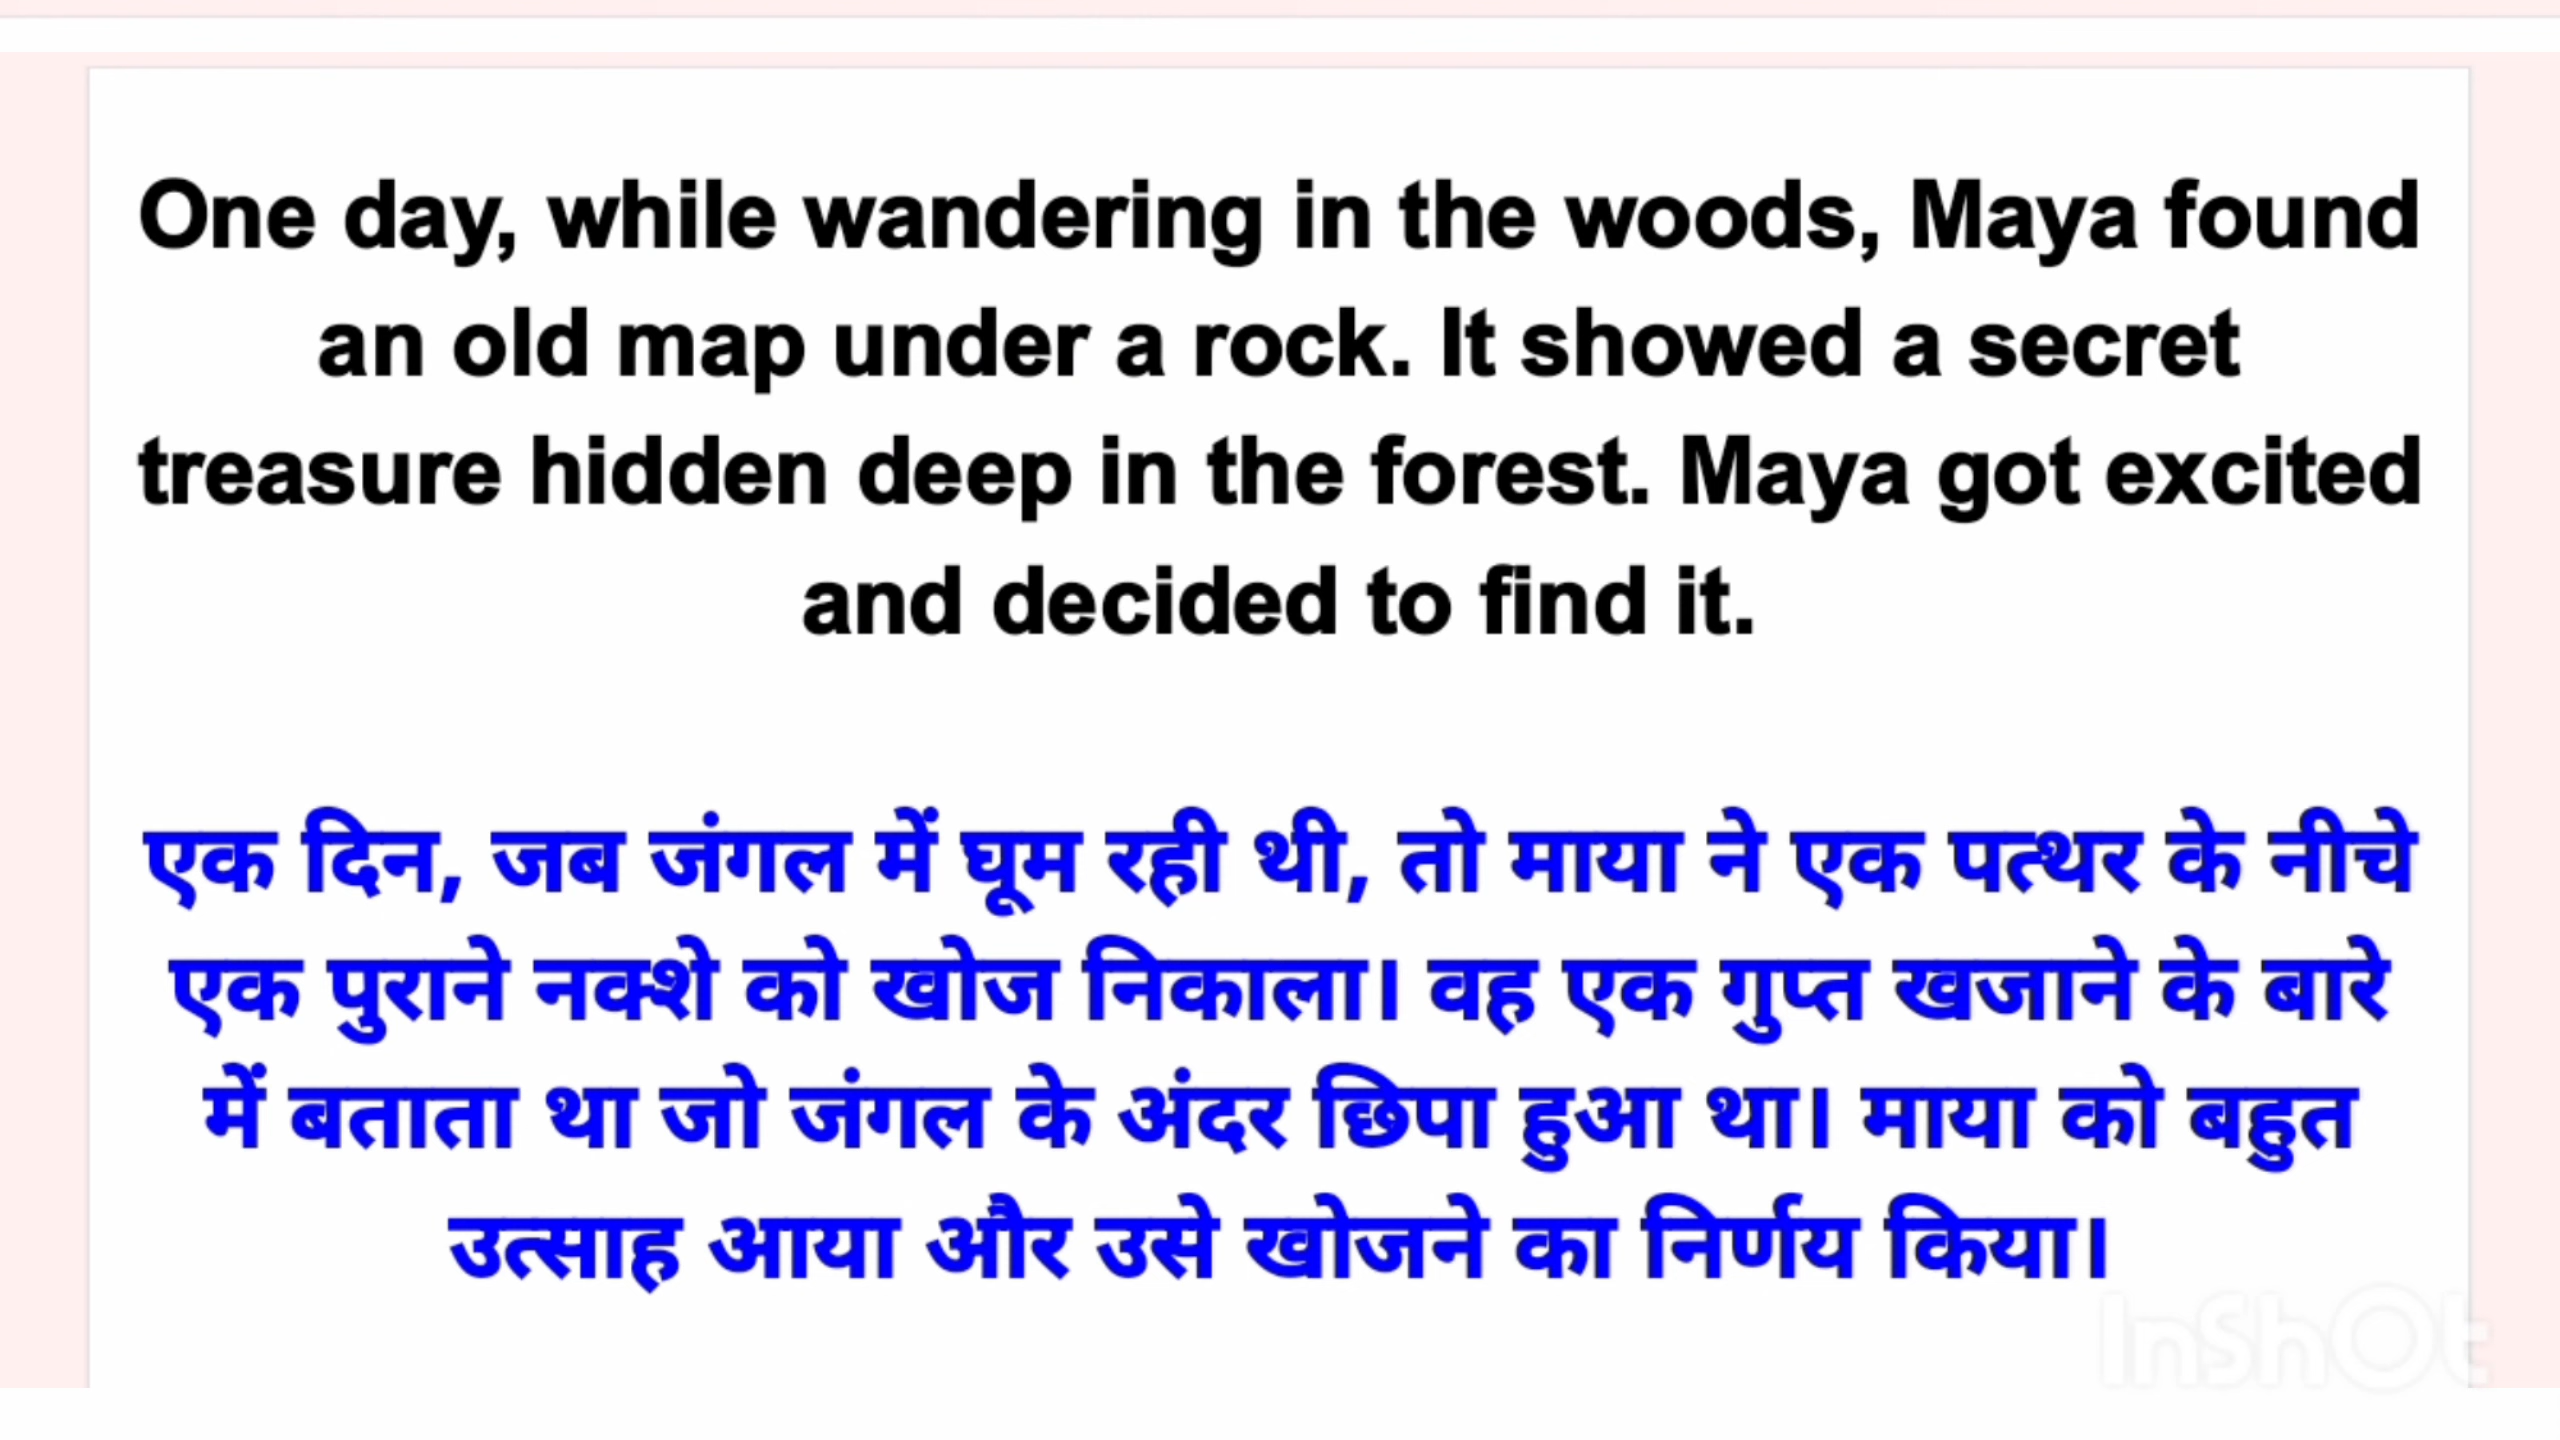 One day, while wandering in the woods, Maya found
an old map under a rock. It showed a secret
treasure hidden deep in the forest. Maya got excited
and decided to find it.
एक दिन, जब जंगल में घूम रही थी, तो माया ने एक पत्थर के नीचे
एक पुराने नक्शे को खोज निकाला। वह एक गुप्त खजाने के बारे
में बताता था जो जंगल के अंदर छिपा हुआ था। माया को बहुत
उत्साह आया और उसे खोजने का निर्णय किया।
InShOt